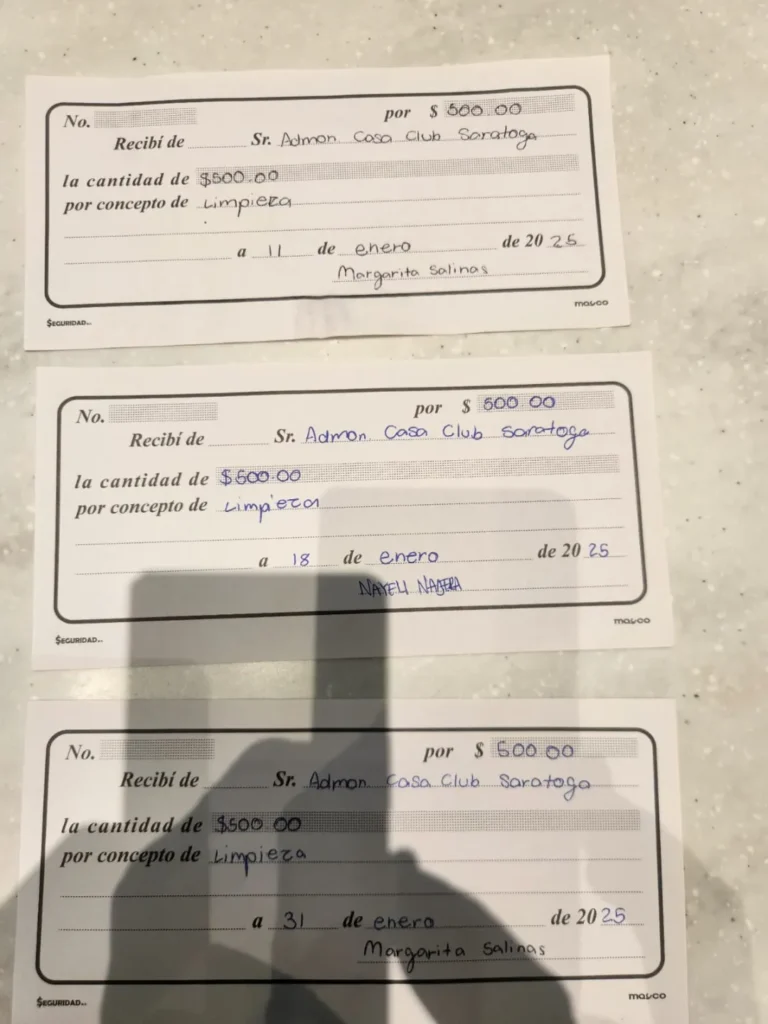 No. por $ 500.00
Recibí de Sr. Admon. Casa Club Saratoga
la cantidad de $500.00
por concepto de Limpieza
a 11 de enero de 2025
Margarita Salinas
$EGURIDAD.. masco
No. por $ 500.00
Recibí de Sr. Admon. Casa Club Saratoga
la cantidad de $500.00
por concepto de Limpieza
a 18 de enero de 2025
NAYELI NAJERA
masco
$EGURIDAD..
No. por $ 500.00
Recibí de Sr. Admon. Casa Club Saratoga
la cantidad de $500.00
por concepto de Limpieza
a 31 de enero de 2025
Margarita Salinas
$EGURIDAD.. masco